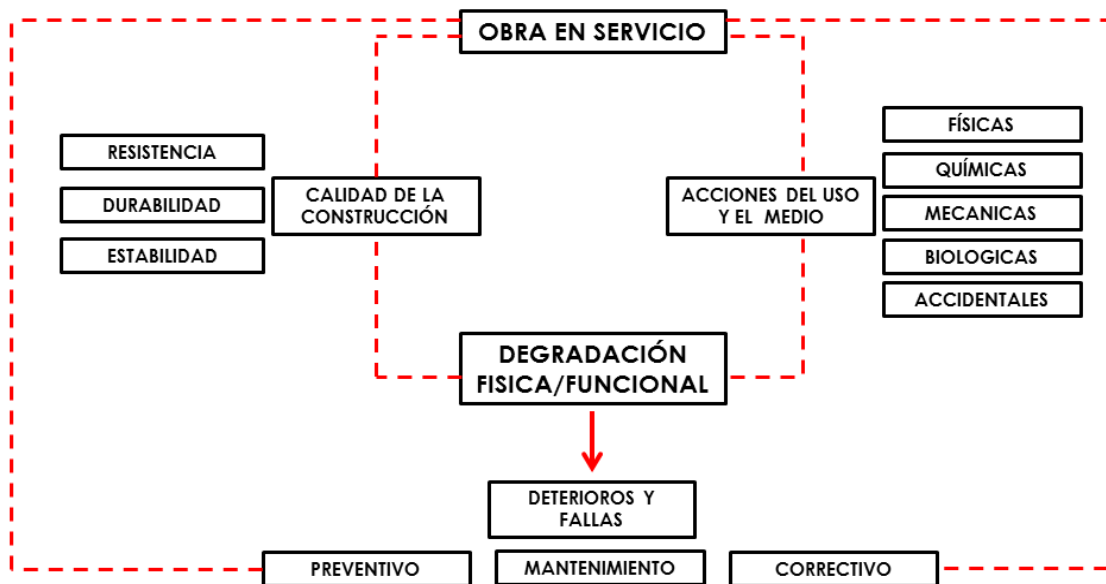 OBRA EN SERVICIO
RESISTENCIA
DURABILIDAD
ESTABILIDAD
CALIDAD DE LA
CONSTRUCCIÓN
ACCIONES DEL USO
Y EL MEDIO
FÍSICAS
QUÍMICAS
MECANICAS
BIOLOGICAS
ACCIDENTALES
DEGRADACIÓN
FISICA/FUNCIONAL
DETERIOROS Y
FALLAS
PREVENTIVO
MANTENIMIENTO
CORRECTIVO